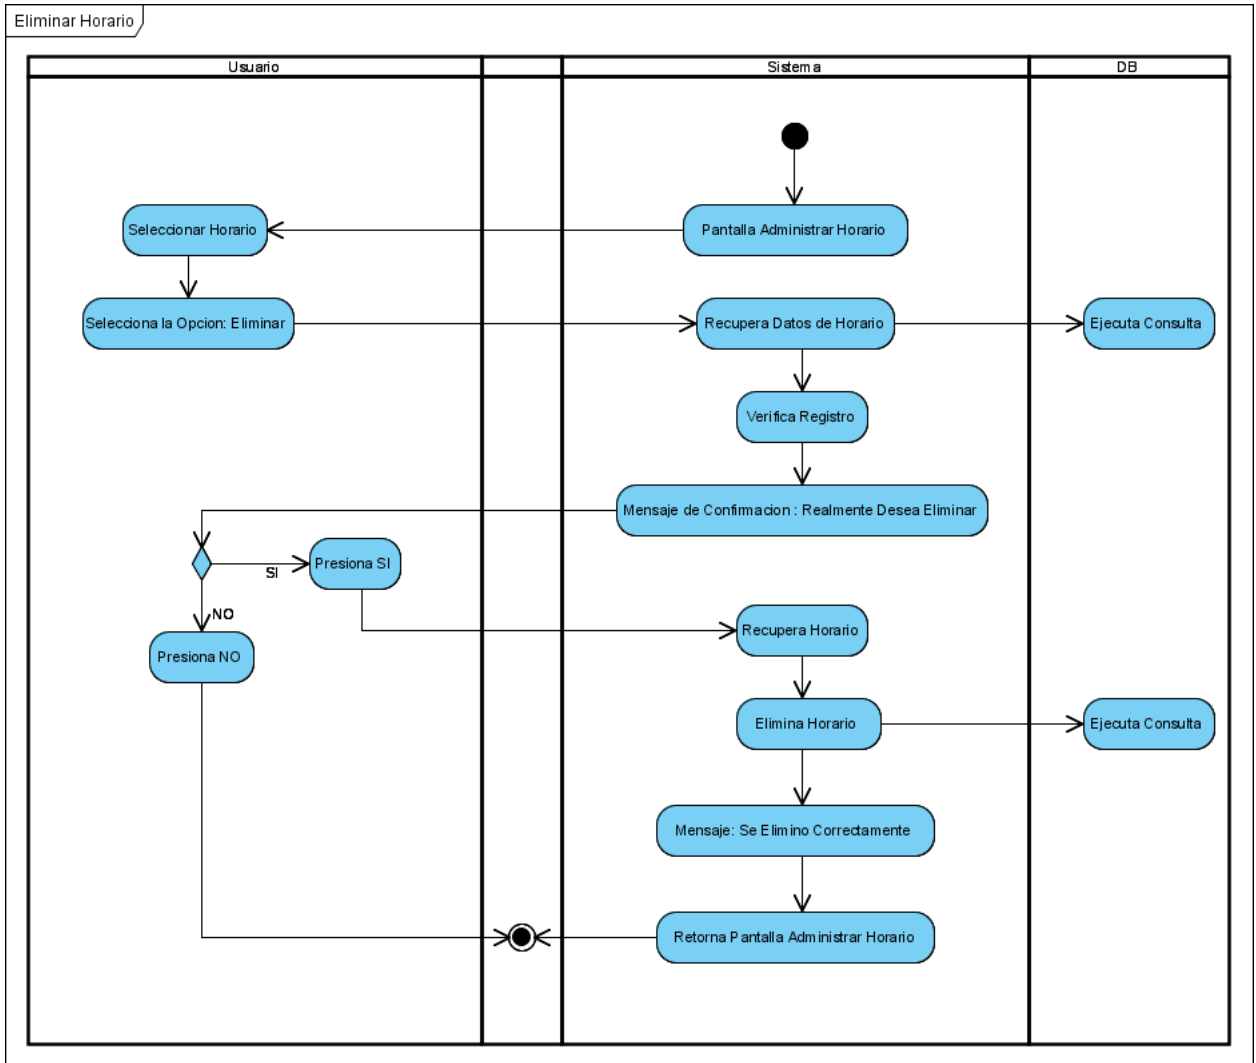 Eliminar Horario
Usuario
Sistema
DB
Seleccionar Horario
Pantalla Administrar Horario
Selecciona la Opcion: Eliminar
Recupera Datos de Horario
Ejecuta Consulta
Verifica Registro
Mensaje de Confirmacion : Realmente Desea Eliminar
SI
Presiona SI
NO
Presiona NO
Recupera Horario
Elimina Horario
Ejecuta Consulta
Mensaje: Se Elimino Correctamente
Retorna Pantalla Administrar Horario